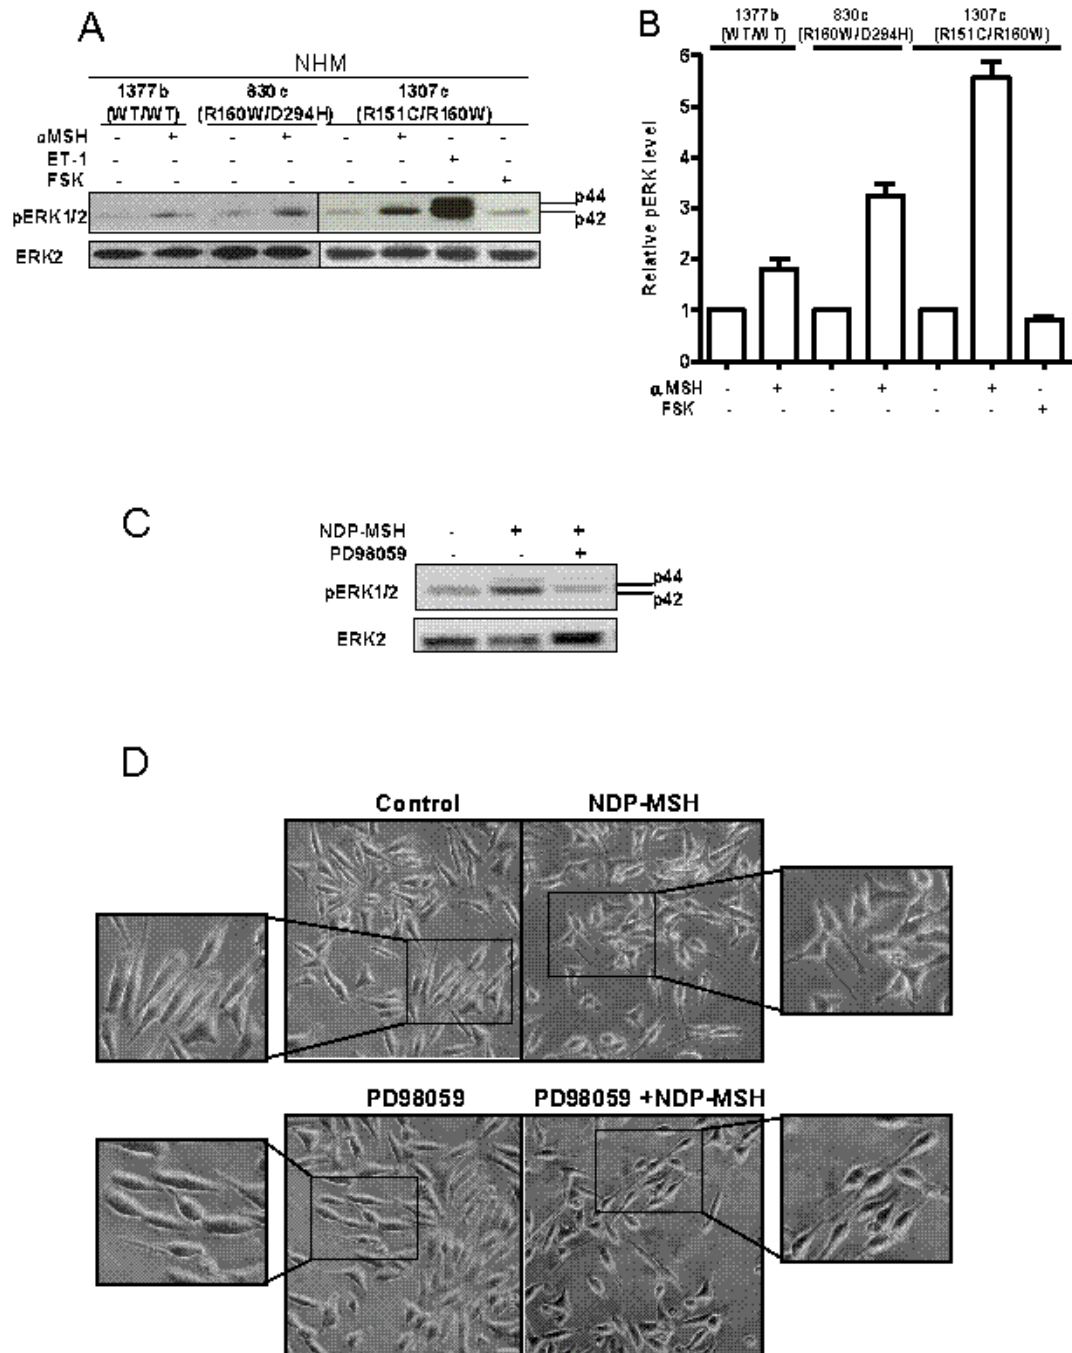 A
NHM
1377b 830c 1307c
(WT/WT) (R160W/D294H) (R151C/R160W)
αMSH - + - + - + - -
ET-1 - - - - - - + -
FSK - - - - - - - +
pERK1/2 p44
p42
ERK2
B
1377b 830c 1307c
(WT/WT) (R160W/D294H) (R151C/R160W)
Relative pERK level
6
5
4
3
2
1
0
α MSH - + - + - + -
FSK - - - - - - +
C
NDP-MSH - + +
PD98059 - - +
pERK1/2 p44
p42
ERK2
D
Control NDP-MSH
PD98059 PD98059 +NDP-MSH